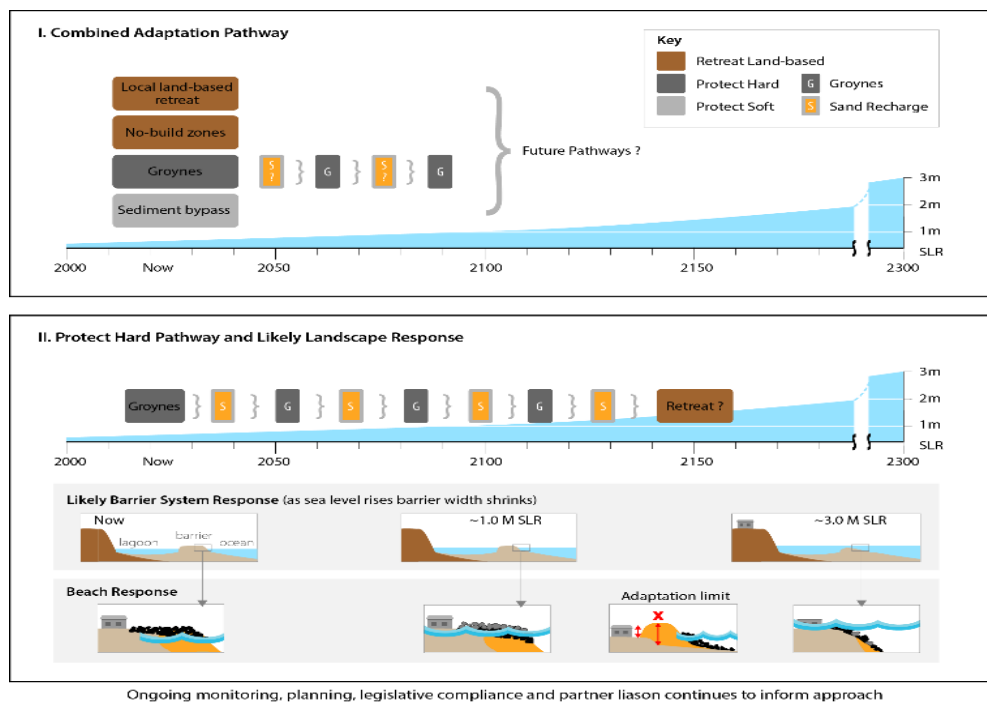 I. Combined Adaptation Pathway
Key
Retreat Land-based
Protect Hard
G
Groynes
Protect Soft
S
Sand Recharge
Local land-based
retreat
No-build zones
Groynes
S
?
G
S
?
G
Sediment bypass
Future Pathways ?
3m
2m
1m
SLR
2000
Now
2050
2100
2150
2300
II. Protect Hard Pathway and Likely Landscape Response
Groynes
S
G
S
G
S
G
S
Retreat ?
3m
2m
1m
SLR
2000
Now
2050
2100
2150
2300
Likely Barrier System Response (as sea level rises barrier width shrinks)
Now
lagoon
barrier
ocean
~1.0 M SLR
~3.0 M SLR
Beach Response
Adaptation limit
X
Ongoing monitoring, planning, legislative compliance and partner liason continues to inform approach